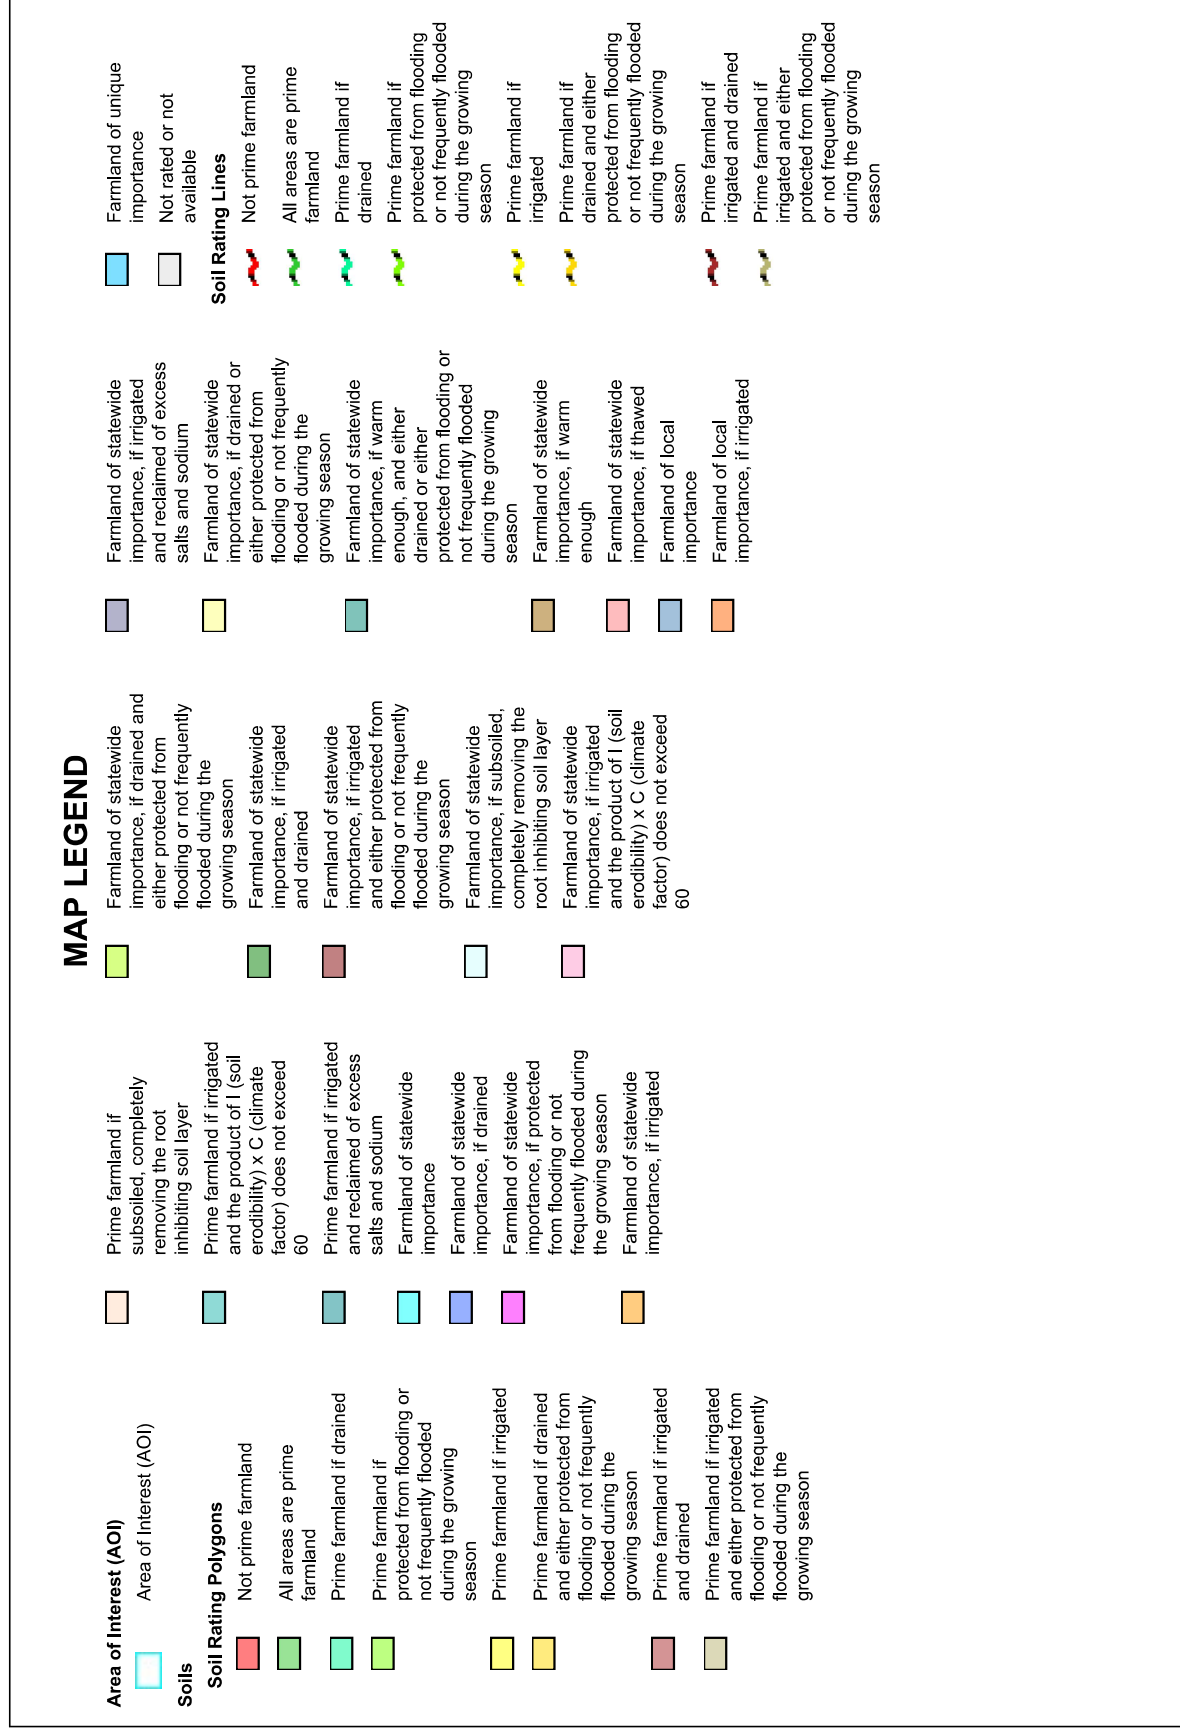 MAP LEGEND
Area of Interest (AOI)
Area of Interest (AOI)
Soils
Soil Rating Polygons
Not prime farmland
All areas are prime
farmland
Prime farmland if drained
Prime farmland if
protected from flooding or
not frequently flooded
during the growing
season
Prime farmland if irrigated
Prime farmland if drained
and either protected from
flooding or not frequently
flooded during the
growing season
Prime farmland if irrigated
and drained
Prime farmland if irrigated
and either protected from
flooding or not frequently
flooded during the
growing season
Prime farmland if
subsoiled, completely
removing the root
inhibiting soil layer
Prime farmland if irrigated
and the product of I (soil
erodibility) x C (climate
factor) does not exceed
60
Prime farmland if irrigated
and reclaimed of excess
salts and sodium
Farmland of statewide
importance
Farmland of statewide
importance, if drained
Farmland of statewide
importance, if protected
from flooding or not
frequently flooded during
the growing season
Farmland of statewide
importance, if irrigated
Farmland of statewide
importance, if drained and
either protected from
flooding or not frequently
flooded during the
growing season
Farmland of statewide
importance, if irrigated
and drained
Farmland of statewide
importance, if irrigated
and either protected from
flooding or not frequently
flooded during the
growing season
Farmland of statewide
importance, if subsoiled,
completely removing the
root inhibiting soil layer
Farmland of statewide
importance, if irrigated
and the product of I (soil
erodibility) x C (climate
factor) does not exceed
60
Farmland of statewide
importance, if irrigated
and reclaimed of excess
salts and sodium
Farmland of statewide
importance, if drained or
either protected from
flooding or not frequently
flooded during the
growing season
Farmland of statewide
importance, if warm
enough, and either
drained or either
protected from flooding or
not frequently flooded
during the growing
season
Farmland of statewide
importance, if warm
enough
Farmland of statewide
importance, if thawed
Farmland of local
importance
Farmland of local
importance, if irrigated
Farmland of unique
importance
Not rated or not
available
Soil Rating Lines
Not prime farmland
All areas are prime
farmland
Prime farmland if
drained
Prime farmland if
protected from flooding
or not frequently flooded
during the growing
season
Prime farmland if
irrigated
Prime farmland if
drained and either
protected from flooding
or not frequently flooded
during the growing
season
Prime farmland if
irrigated and drained
Prime farmland if
irrigated and either
protected from flooding
or not frequently flooded
during the growing
season